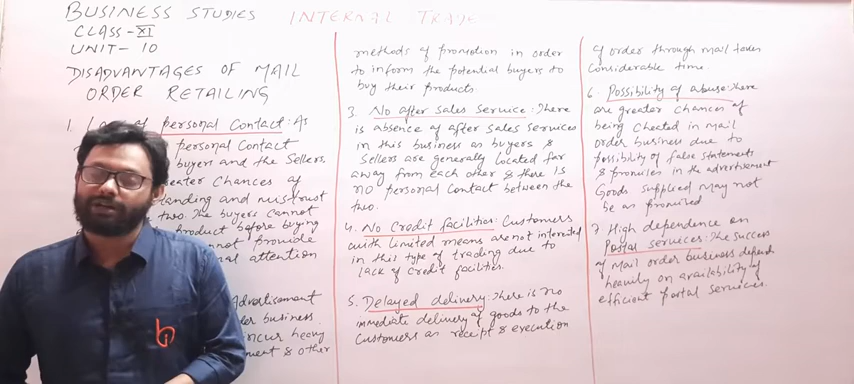 BUSINESS STUDIES INTERNAL TRADE
CLASS - XI
UNIT - 10
DISADVANTAGES OF MAIL
ORDER RETAILING
1. Lack of personal Contact: As
personal Contact
buyers and the Sellers.
Chances of
and mistrust
two. The buyers cannot
product before buying
not provide
attention
Advertisement
business
incur heavy
& other
methods of promotion in order
to inform the potential buyers to
buy their products.
3. No after sales service: There
is absence of after sales services
in this business as buyers &
Sellers are generally located far
away from each other & there is
no personal contact between the
two.
4. No Credit facilities: Customers
with limited means are not interested
in this type of trading due to
lack of credit facilities.
5. Delayed delivery: There is no
immediate delivery of goods to the
Customers as receipt & execution
of order through mail takes
Considerable time.
6. Possibility of abuse: There
are greater chances of
being cheated in mail
order business due to
possibility of false statements
& promises in the advertisement
Goods supplied may not
be as promised
7. High dependence on
Postal services: The success
of Mail order business depends
heavily on availability of
efficient postal services.